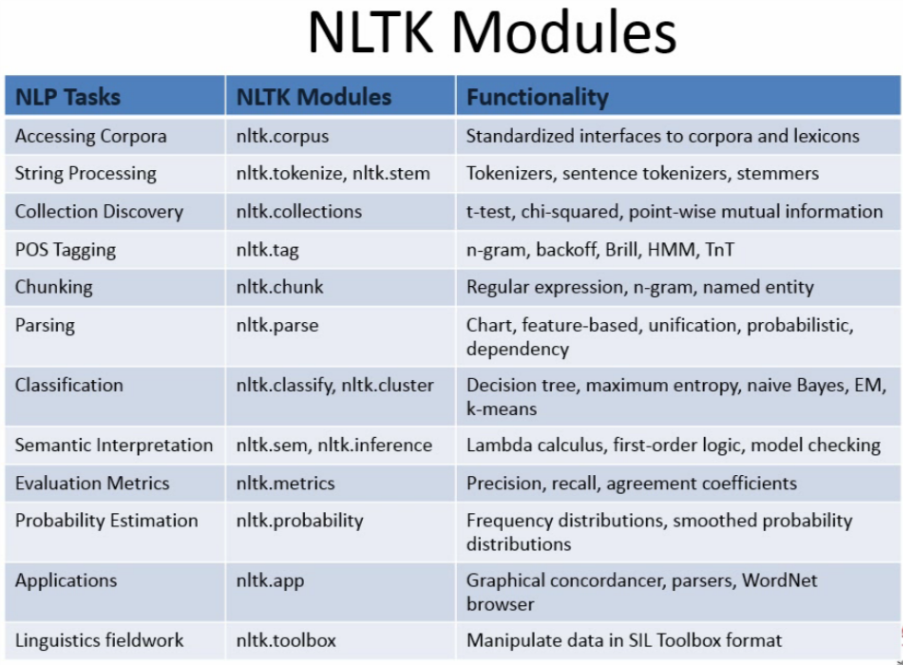 NLTK Modules
NLP Tasks NLTK Modules Functionality
Accessing Corpora nltk.corpus Standardized interfaces to corpora and lexicons
String Processing nltk.tokenize, nltk.stem Tokenizers, sentence tokenizers, stemmers
Collection Discovery nltk.collections t-test, chi-squared, point-wise mutual information
POS Tagging nltk.tag n-gram, backoff, Brill, HMM, TnT
Chunking nltk.chunk Regular expression, n-gram, named entity
Parsing nltk.parse Chart, feature-based, unification, probabilistic,
dependency
Classification nltk.classify, nltk.cluster Decision tree, maximum entropy, naive Bayes, EM,
k-means
Semantic Interpretation nltk.sem, nltk.inference Lambda calculus, first-order logic, model checking
Evaluation Metrics nltk.metrics Precision, recall, agreement coefficients
Probability Estimation nltk.probability Frequency distributions, smoothed probability
distributions
Applications nltk.app Graphical concordancer, parsers, WordNet
browser
Linguistics fieldwork nltk.toolbox Manipulate data in SIL Toolbox format